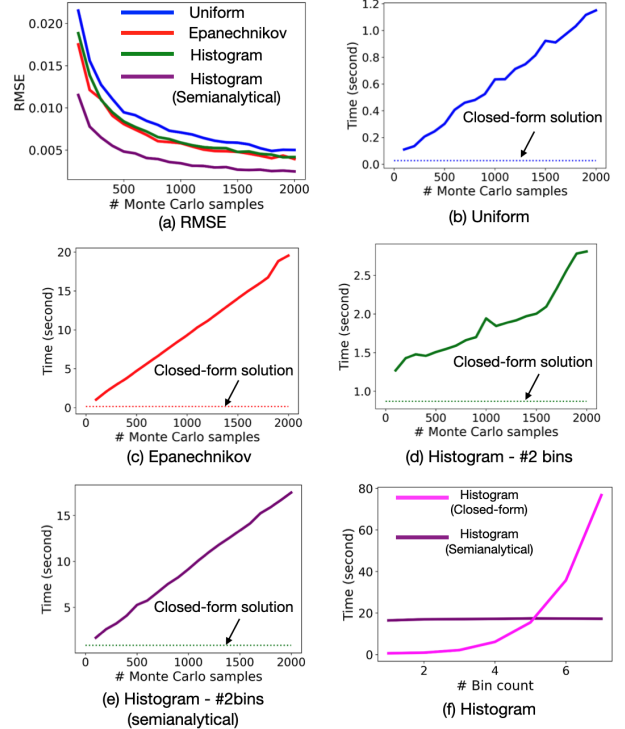 0.020
0.015
0.010
0.005
RMSE
Uniform
Epanechnikov
Histogram
Histogram
(Semianalytical)
500
1000
1500
2000
# Monte Carlo samples
(a) RMSE
1.2
1.0
0.8
0.6
0.4
0.2
0.0
Time (second)
Closed-form solution
0
500
1000
1500
2000
# Monte Carlo samples
(b) Uniform
20
15
10
5
0
Time (second)
Closed-form solution
0
500
1000
1500
2000
# Monte Carlo samples
(c) Epanechnikov
2.5
2.0
1.5
1.0
Time (second)
Closed-form solution
0
500
1000
1500
2000
# Monte Carlo samples
(d) Histogram - #2 bins
15
10
5
Time (second)
Closed-form solution
0
500
1000
1500
2000
# Monte Carlo samples
(e) Histogram - #2bins
(semianalytical)
80
60
40
20
0
Time (second)
Histogram
(Closed-form)
Histogram
(Semianalytical)
2
4
6
# Bin count
(f) Histogram